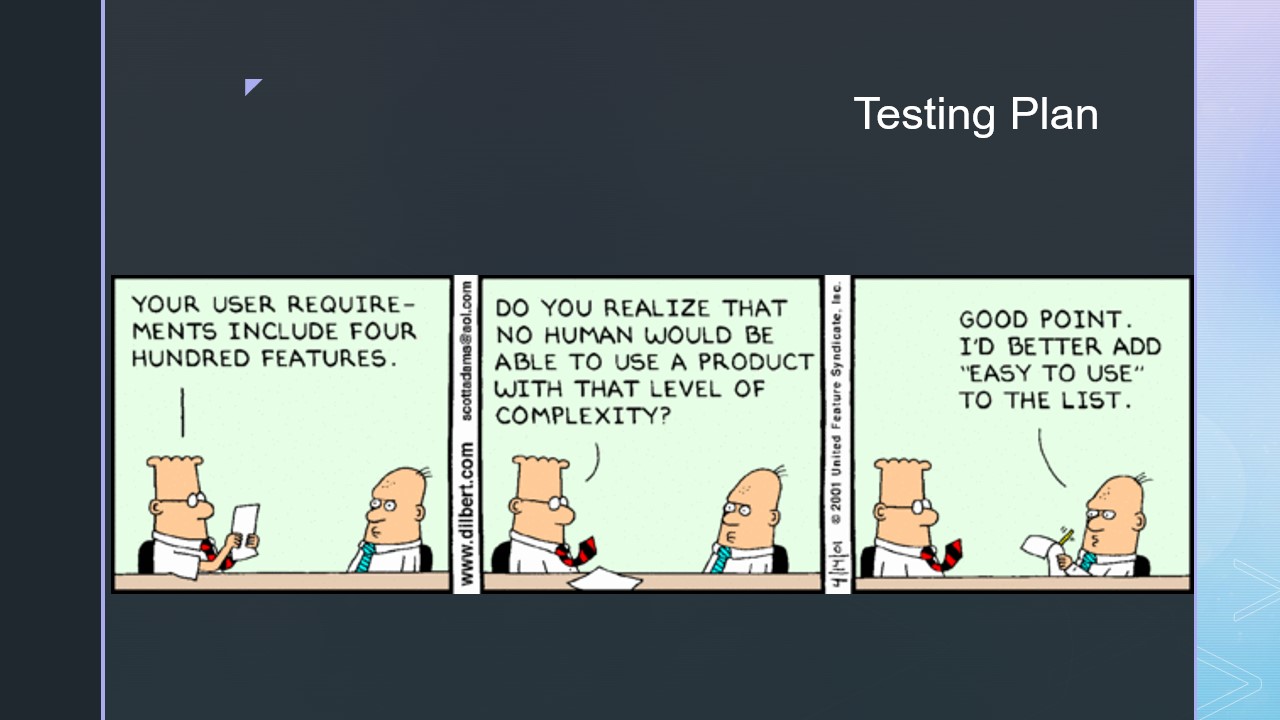 Testing Plan
YOUR USER REQUIRE-
MENTS INCLUDE FOUR
HUNDRED FEATURES.
www.dilbert.com scottadams@aol.com
DO YOU REALIZE THAT
NO HUMAN WOULD BE
ABLE TO USE A PRODUCT
WITH THAT LEVEL OF
COMPLEXITY?
4/14/01 © 2001 United Feature Syndicate, Inc.
GOOD POINT.
I'D BETTER ADD
"EASY TO USE"
TO THE LIST.